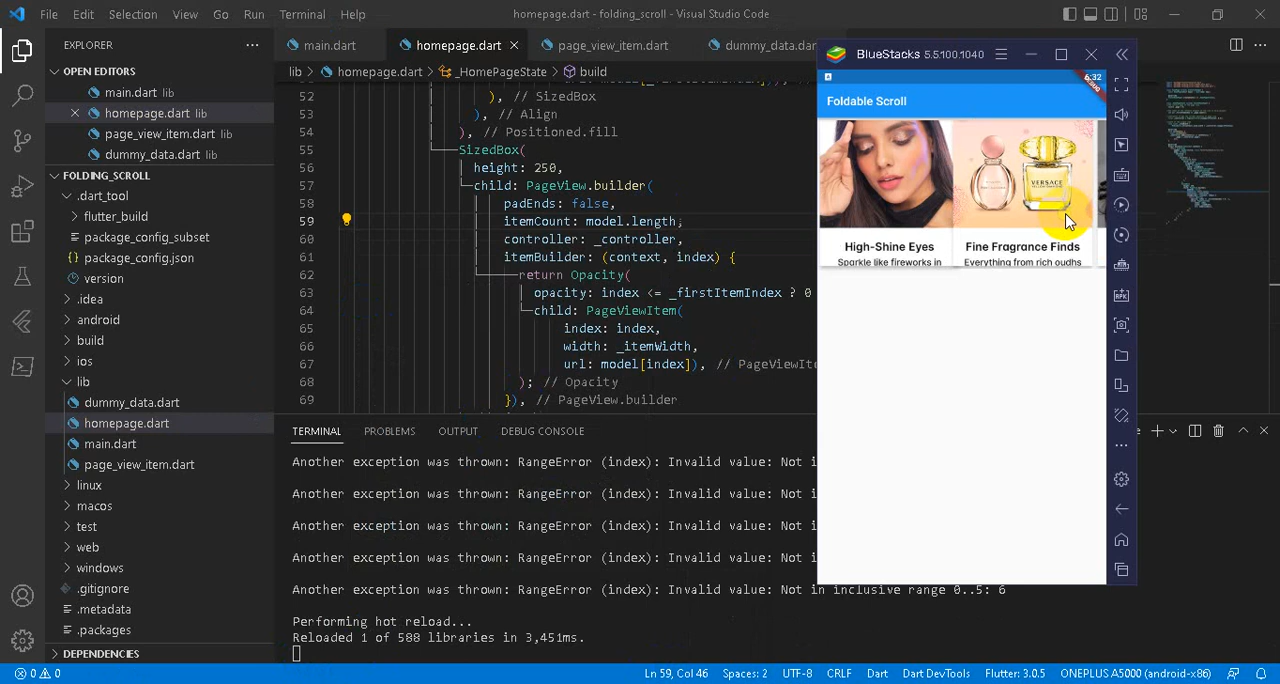 File Edit Selection View Go Run Terminal Help homepage.dart - folding_scroll - Visual Studio Code
EXPLORER
OPEN EDITORS
main.dart lib
homepage.dart lib
page_view_item.dart lib
dummy_data.dart lib
FOLDING_SCROLL
.dart_tool
flutter_build
package_config_subset
package_config.json
version
.idea
android
build
ios
lib
dummy_data.dart
homepage.dart
main.dart
page_view_item.dart
linux
macos
test
web
windows
.gitignore
.metadata
.packages
DEPENDENCIES
main.dart homepage.dart page_view_item.dart dummy_data.dart
lib > homepage.dart > _HomePageState > build
52 ), // SizedBox
53 ), // Align
54 ), // Positioned.fill
55 SizedBox(
56 height: 250,
57 child: PageView.builder(
58 padEnds: false,
59 itemCount: model.length,
60 controller: _controller,
61 itemBuilder: (context, index) {
62 return Opacity(
63 opacity: index <= _firstItemIndex ? 0
64 child: PageViewItem(
65 index: index,
66 width: _itemWidth,
67 url: model[index]), // PageViewIte
68 ); // Opacity
69 }), // PageView.builder
TERMINAL PROBLEMS OUTPUT DEBUG CONSOLE
Another exception was thrown: RangeError (index): Invalid value: Not i
Another exception was thrown: RangeError (index): Invalid value: Not i
Another exception was thrown: RangeError (index): Invalid value: Not i
Another exception was thrown: RangeError (index): Invalid value: Not i
Another exception was thrown: RangeError (index): Invalid value: Not in inclusive range 0..5: 6
Performing hot reload...
Reloaded 1 of 588 libraries in 3,451ms.
BlueStacks 5.5.100.1040
6:32
Foldable Scroll
VERSACE
High-Shine Eyes
Sparkle like fireworks in
Fine Fragrance Finds
Everything from rich oudhs
0 0 Ln 59, Col 46 Spaces: 2 UTF-8 CRLF Dart Dart DevTools Flutter: 3.0.5 ONEPLUS A5000 (android-x86)